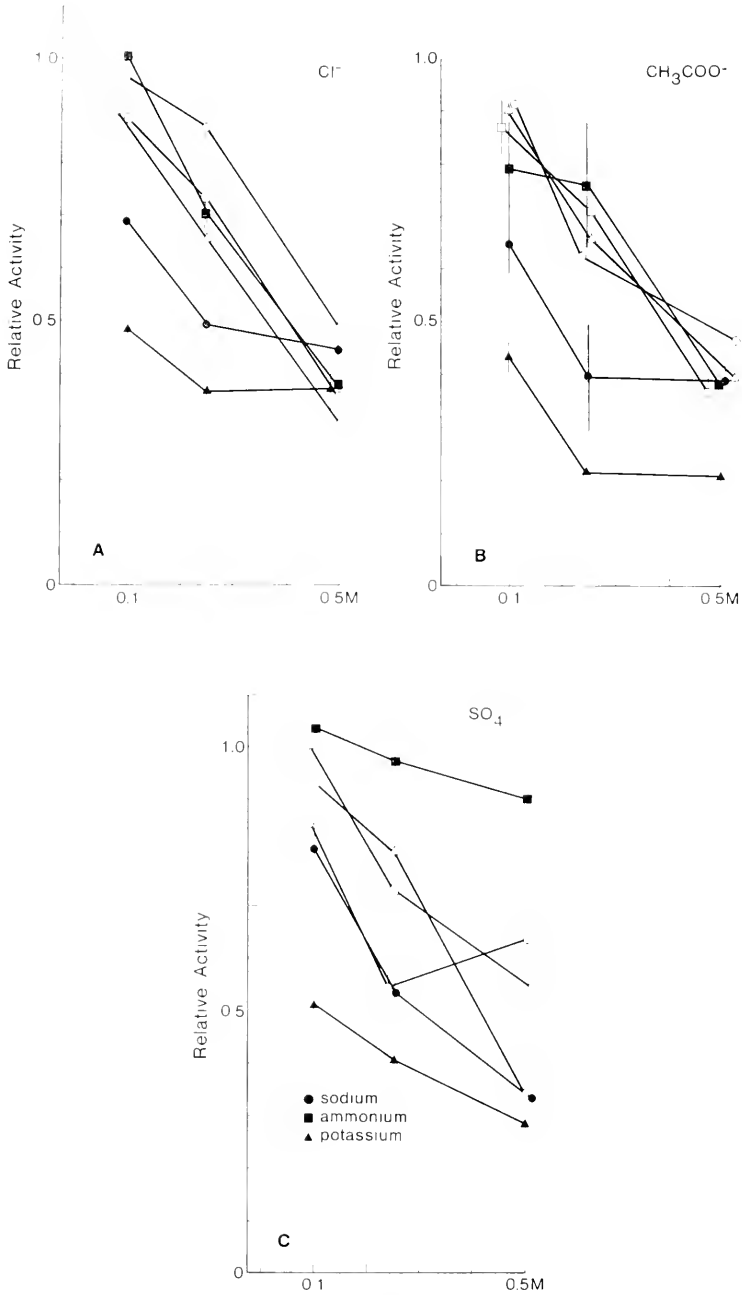 1.0
Cl⁻
Relative Activity
0.5
A
0
0.1
0.5M
1.0
CH₃COO⁻
Relative Activity
0.5
B
0
0.1
0.5M
SO₄
1.0
Relative Activity
0.5
● sodium
■ ammonium
▲ potassium
C
0
0.1
0.5M